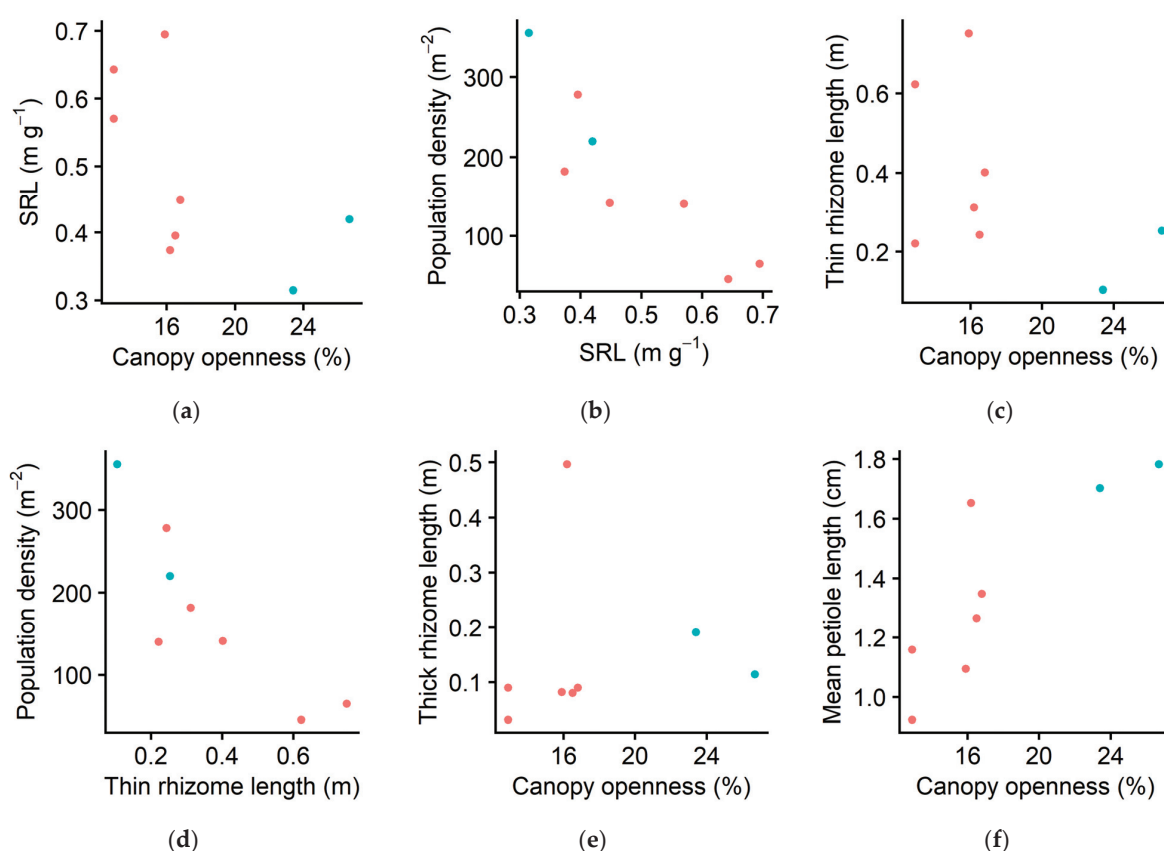 0.7
0.6
0.5
0.4
0.3
SRL (m g⁻¹)
16 20 24
Canopy openness (%)
(a)
300
200
100
Population density (m⁻²)
0.3 0.4 0.5 0.6 0.7
SRL (m g⁻¹)
(b)
0.6
0.4
0.2
Thin rhizome length (m)
16 20 24
Canopy openness (%)
(c)
300
200
100
Population density (m⁻²)
0.2 0.4 0.6
Thin rhizome length (m)
(d)
0.5
0.4
0.3
0.2
0.1
Thick rhizome length (m)
16 20 24
Canopy openness (%)
(e)
1.8
1.6
1.4
1.2
1.0
Mean petiole length (cm)
16 20 24
Canopy openness (%)
(f)